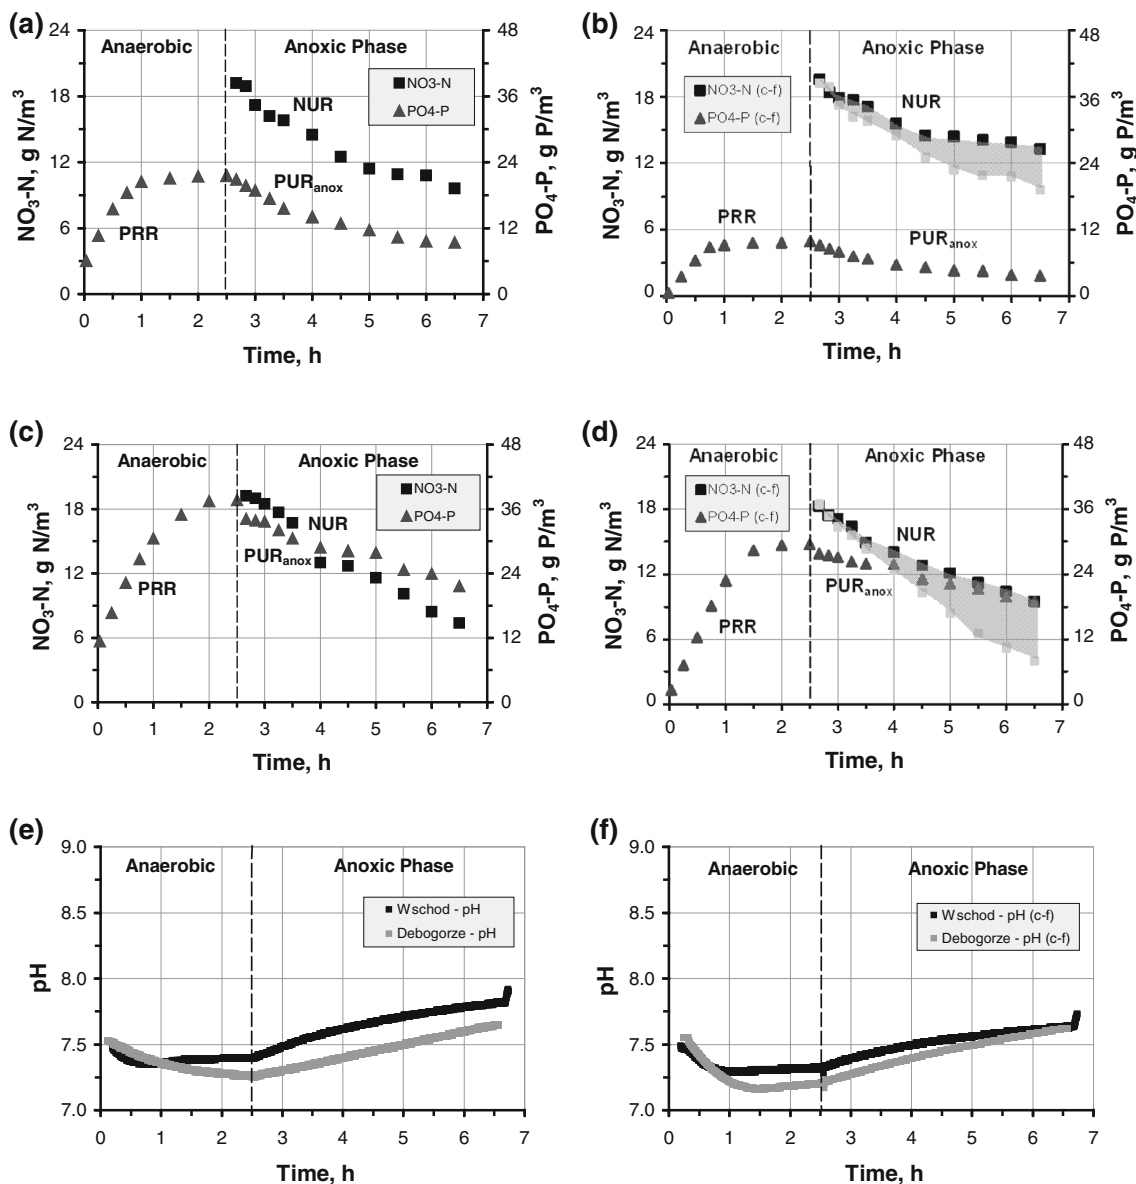 (a)
24
18
12
6
0
NO3-N, g N/m3
Anaerobic
Anoxic Phase
NO3-N
PO4-P
NUR
PURanox
PRR
48
36
24
12
0
PO4-P, g P/m3
0 1 2 3 4 5 6 7
Time, h
(b)
24
18
12
6
0
NO3-N, g N/m3
Anaerobic
Anoxic Phase
NO3-N (c-f)
PO4-P (c-f)
NUR
PRR
PURanox
48
36
24
12
0
PO4-P, g P/m3
0 1 2 3 4 5 6 7
Time, h
(c)
24
18
12
6
0
NO3-N, g N/m3
Anaerobic
Anoxic Phase
NO3-N
PO4-P
NUR
PURanox
PRR
48
36
24
12
0
PO4-P, g P/m3
0 1 2 3 4 5 6 7
Time, h
(d)
24
18
12
6
0
NO3-N, g N/m3
Anaerobic
Anoxic Phase
NO3-N (c-f)
PO4-P (c-f)
NUR
PURanox
PRR
48
36
24
12
0
PO4-P, g P/m3
0 1 2 3 4 5 6 7
Time, h
(e)
9.0
8.5
8.0
7.5
7.0
pH
Anaerobic
Anoxic Phase
Wschod - pH
Debogorze - pH
0 1 2 3 4 5 6 7
Time, h
(f)
9.0
8.5
8.0
7.5
7.0
pH
Anaerobic
Anoxic Phase
Wschod - pH (c-f)
Debogorze - pH (c-f)
0 1 2 3 4 5 6 7
Time, h